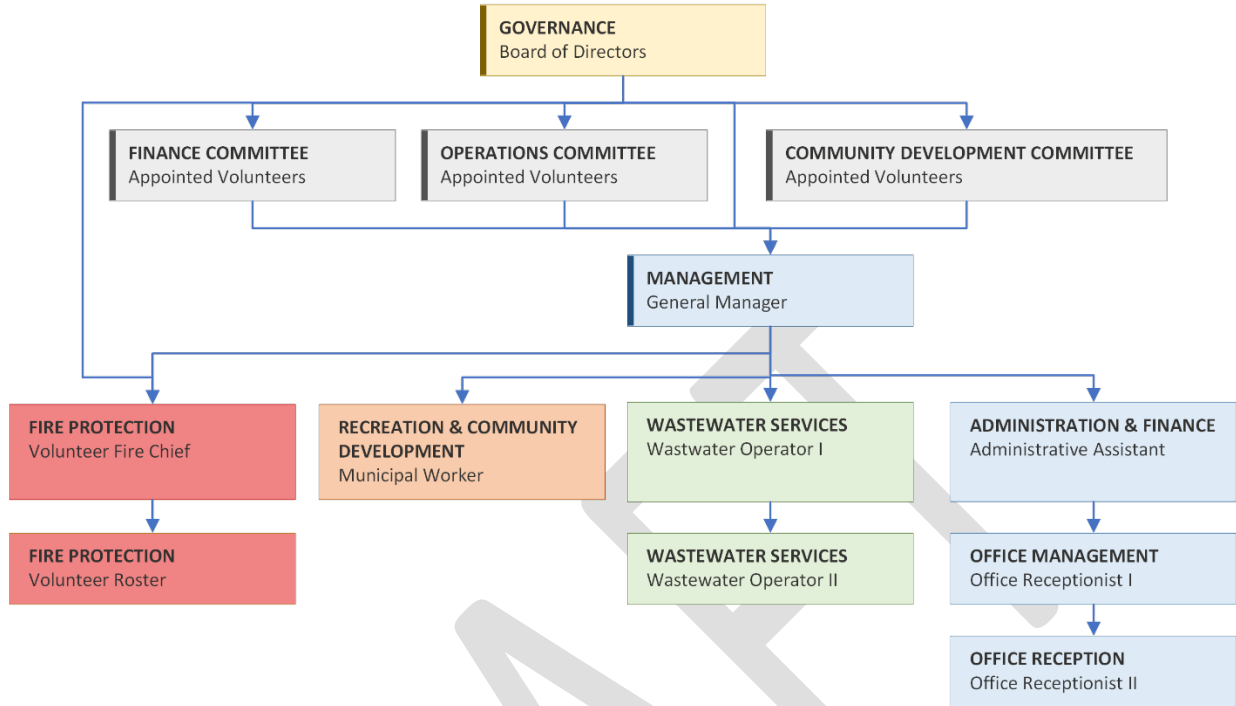 GOVERNANCE
Board of Directors
FINANCE COMMITTEE
Appointed Volunteers
OPERATIONS COMMITTEE
Appointed Volunteers
COMMUNITY DEVELOPMENT COMMITTEE
Appointed Volunteers
MANAGEMENT
General Manager
FIRE PROTECTION
Volunteer Fire Chief
RECREATION & COMMUNITY
DEVELOPMENT
Municipal Worker
WASTEWATER SERVICES
Wastwater Operator I
ADMINISTRATION & FINANCE
Administrative Assistant
FIRE PROTECTION
Volunteer Roster
WASTEWATER SERVICES
Wastewater Operator II
OFFICE MANAGEMENT
Office Receptionist I
OFFICE RECEPTION
Office Receptionist II